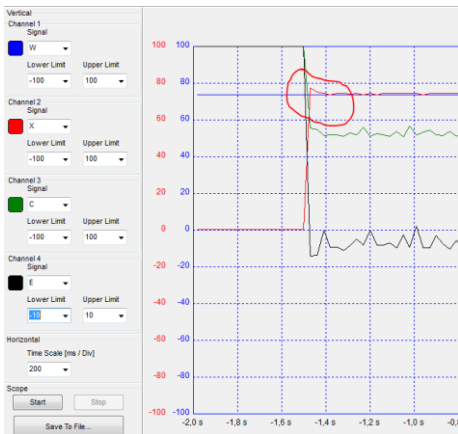 Vertical
Channel 1
Signal
W
Lower Limit Upper Limit
-100 100
Channel 2
Signal
X
Lower Limit Upper Limit
-100 100
Channel 3
Signal
C
Lower Limit Upper Limit
-100 100
Channel 4
Signal
E
Lower Limit Upper Limit
-10 10
Horizontal
Time Scale [ms / Div]
200
Scope
Start Stop
Save To File...
100 100
80 80
60 60
40 40
20 20
0 0
-20 -20
-40 -40
-60 -60
-80 -80
-100 -100
-2,0 s -1,8 s -1,6 s -1,4 s -1,2 s -1,0 s -0,8